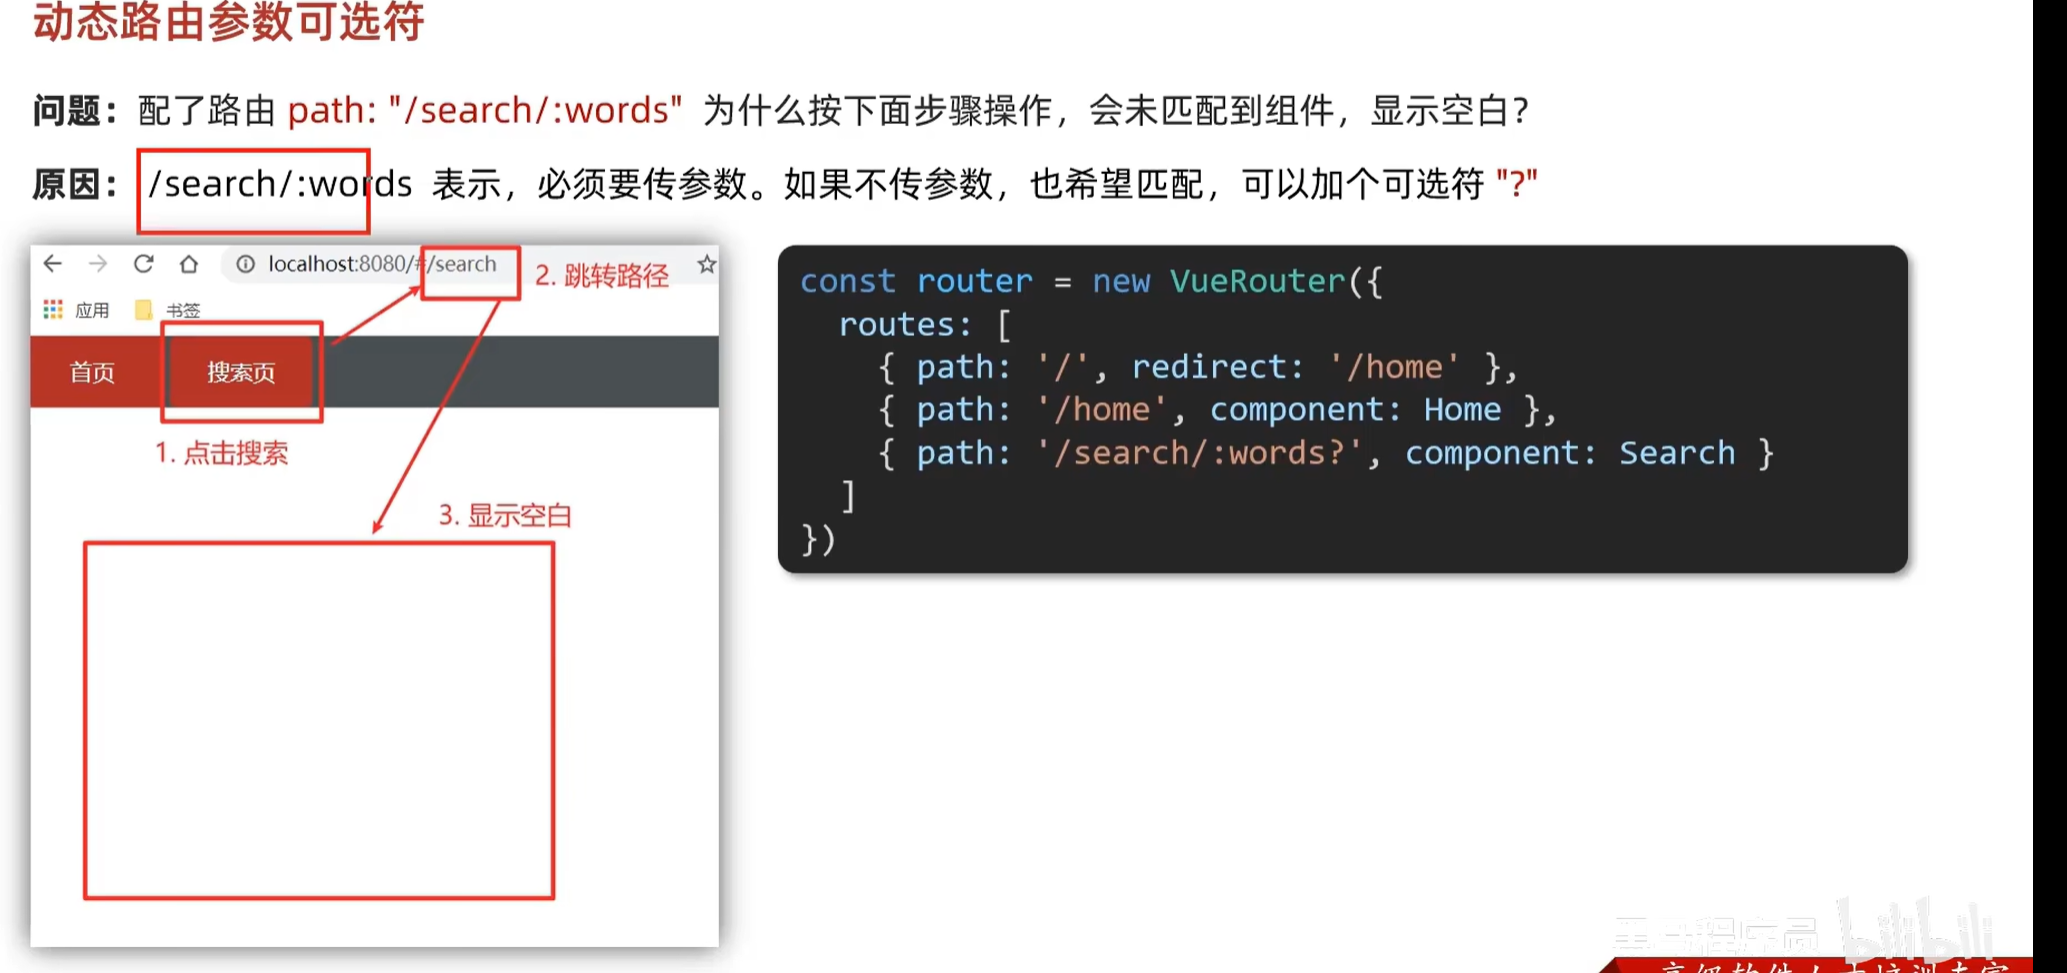 动态路由参数可选符
问题：配了路由 path: "/search/:words" 为什么按下面步骤操作，会未匹配到组件，显示空白？
原因：/search/:words 表示，必须要传参数。如果不传参数，也希望匹配，可以加个可选符 "?"
localhost:8080/#/search
2. 跳转路径
应用 书签
首页 搜索页
1. 点击搜索
3. 显示空白
const router = new VueRouter({
routes: [
{ path: '/', redirect: '/home' },
{ path: '/home', component: Home },
{ path: '/search/:words?', component: Search }
]
})
黑马程序员 bilibili